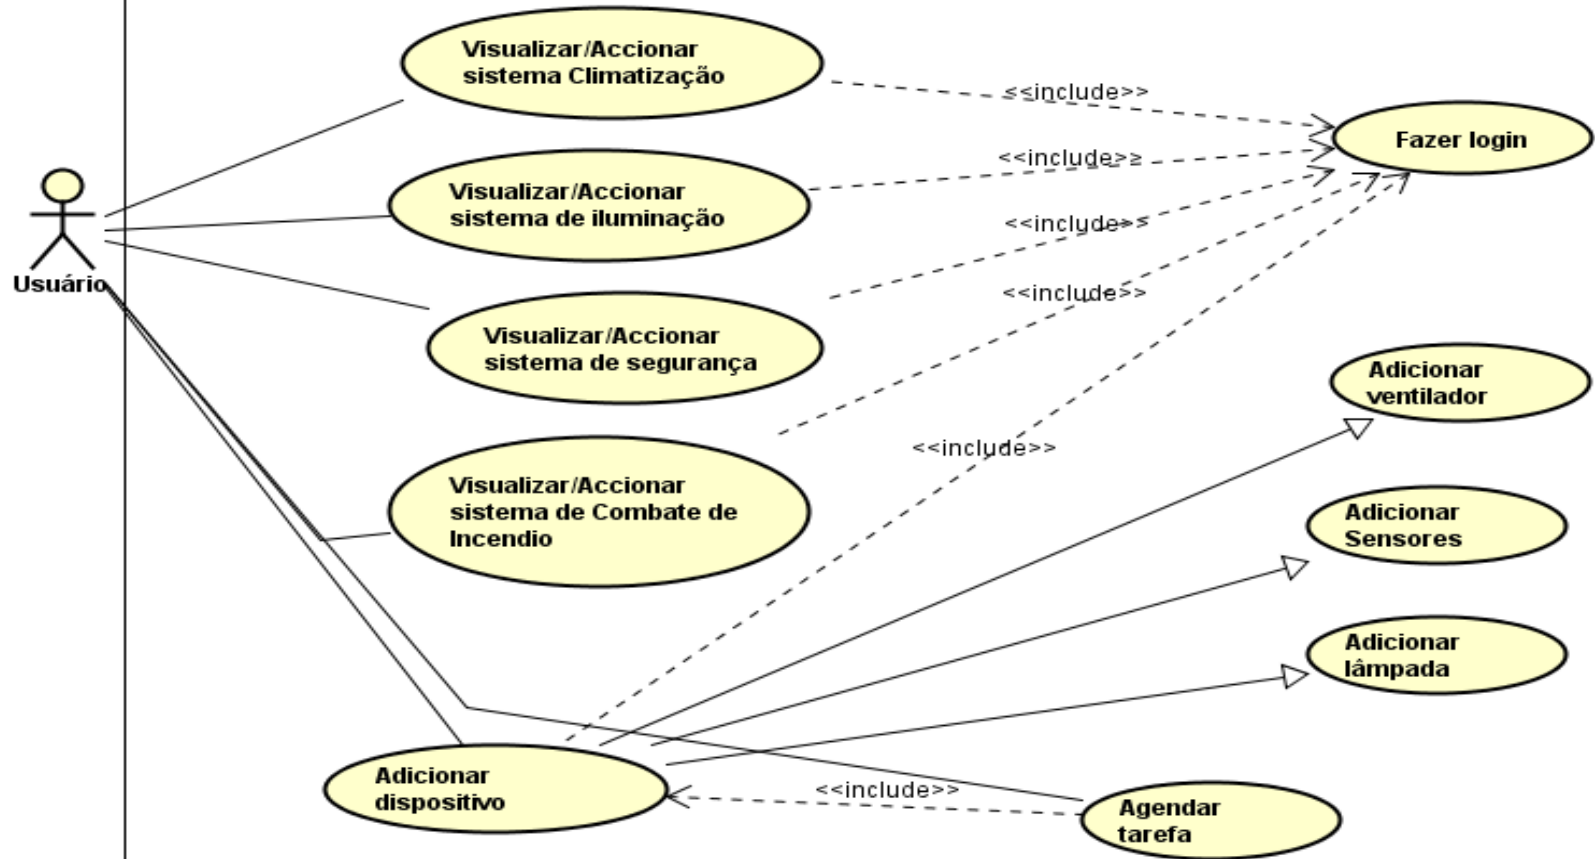 Visualizar/Accionar
sistema Climatização
<<include>>
Fazer login
<<include>>
Visualizar/Accionar
sistema de iluminação
<<include>>
Usuário
<<include>>
Visualizar/Accionar
sistema de segurança
Adicionar
ventilador
<<include>>
Visualizar/Accionar
sistema de Combate de
Incendio
Adicionar
Sensores
Adicionar
lâmpada
Adicionar
dispositivo
<<include>>
Agendar
tarefa